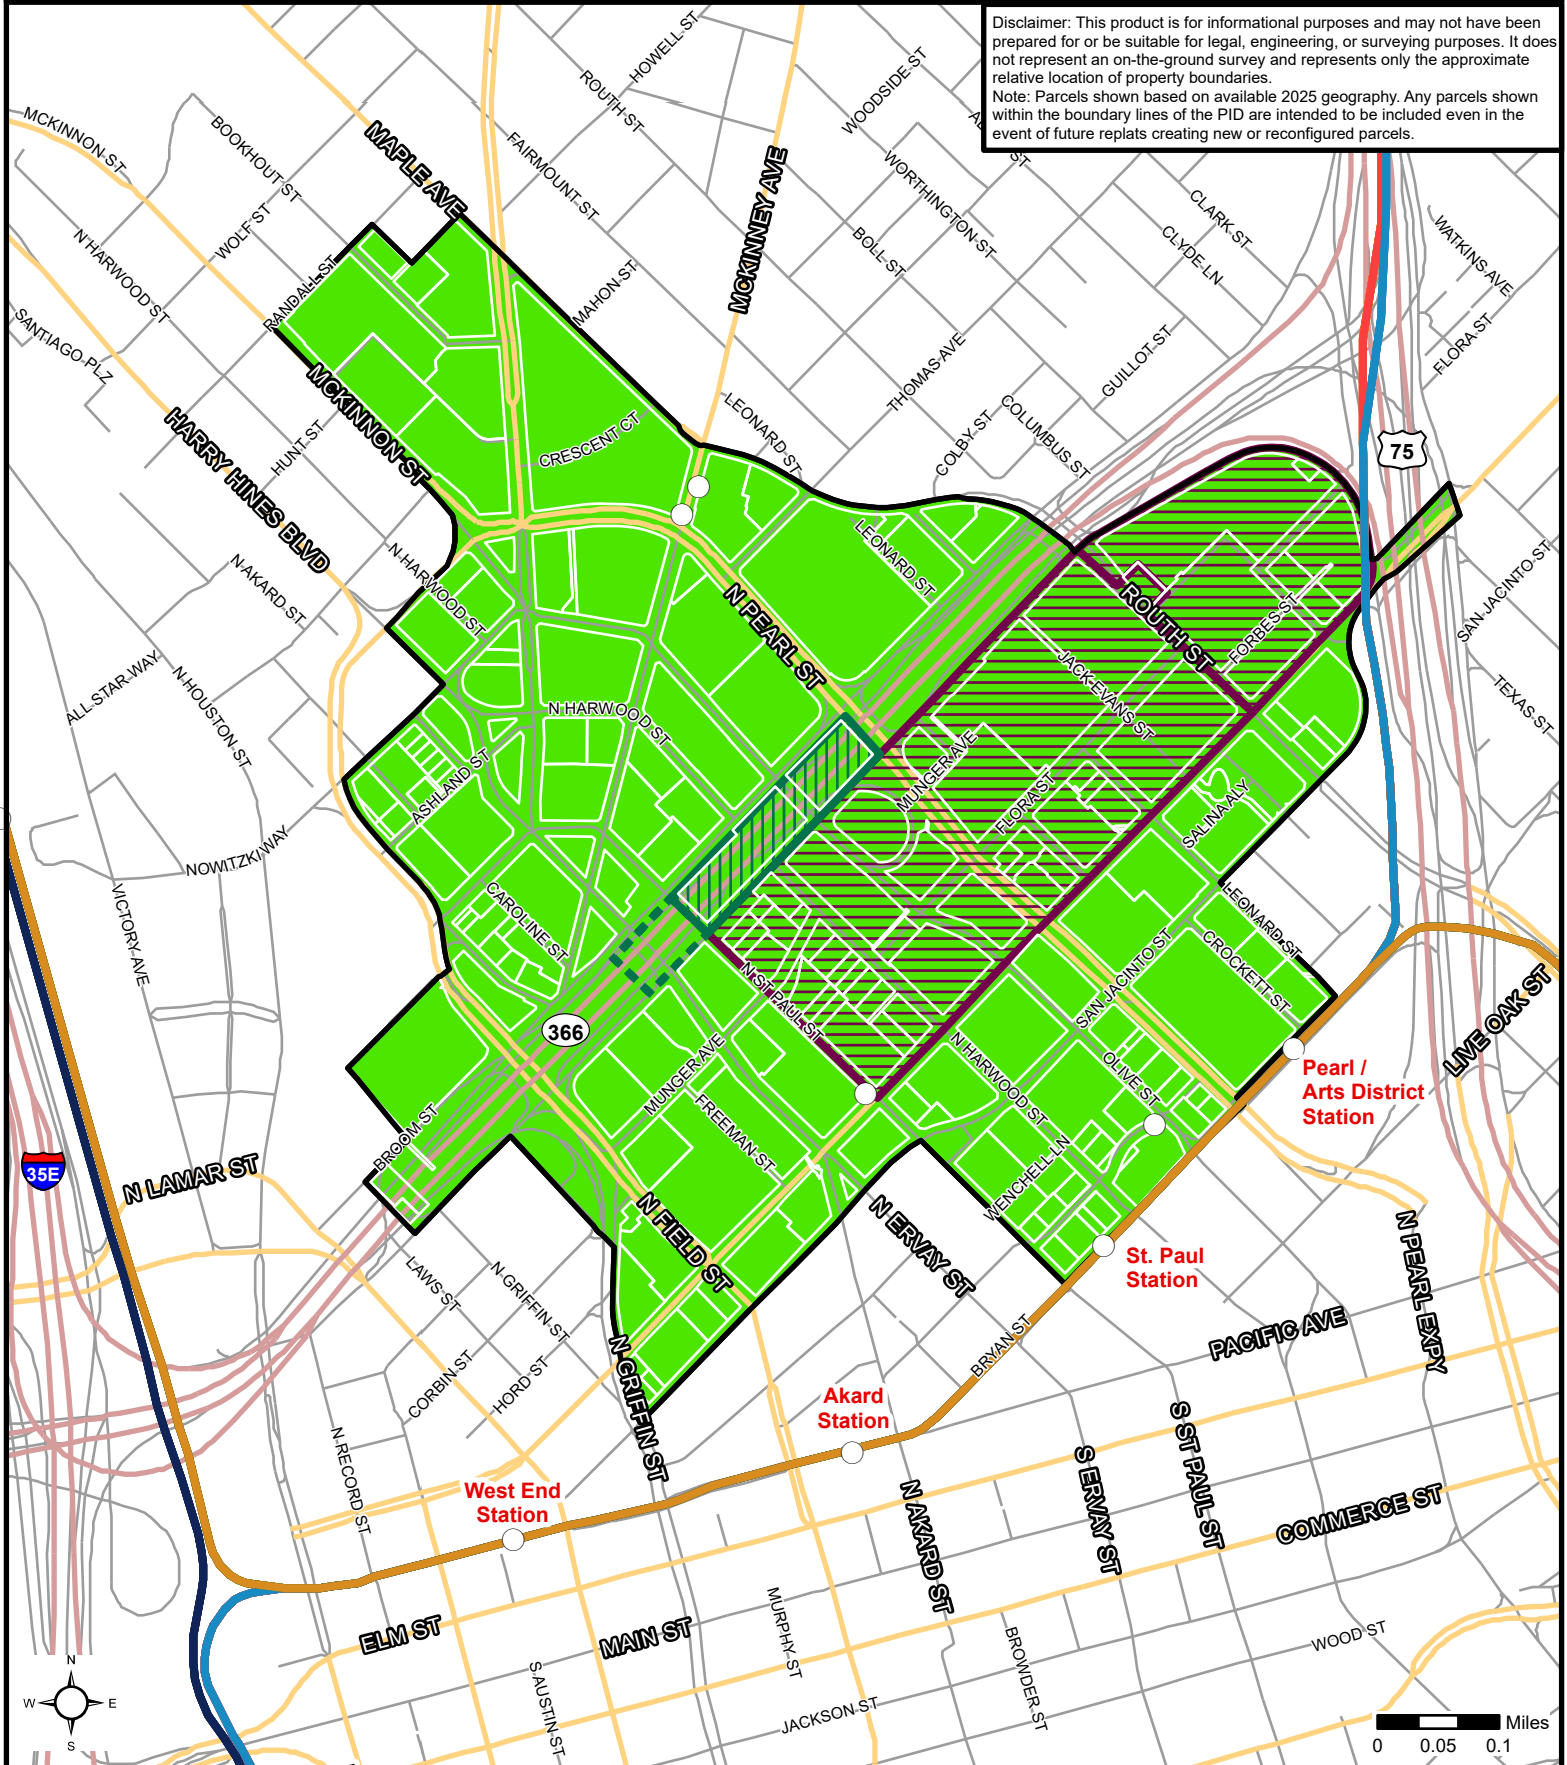 Disclaimer: This product is for informational purposes and may not have been
prepared for or be suitable for legal, engineering, or surveying purposes. It does
not represent an on-the-ground survey and represents only the approximate
relative location of property boundaries.
Note: Parcels shown based on available 2025 geography. Any parcels shown
within the boundary lines of the PID are intended to be included even in the
event of future replats creating new or reconfigured parcels.
HOWELL ST
ROUTH ST
WOODSIDE ST
ST
MCKINNON ST
BOOKHOUT ST
MAPLE AVE
FAIRMOUNT ST
MCKINNEY AVE
WORTHINGTON ST
CLARK ST
WATKINS AVE
WOLF ST
N HARWOOD ST
BOLL ST
CLYDE LN
RANDALL ST
MAHON ST
SANTIAGO PLZ
THOMAS AVE
GUILLOT ST
FLORA ST
MCKINNON ST
LEONARD ST
COLUMBUS ST
COLBY ST
HARRY HINES BLVD
HUNT ST
CRESCENT CT
75
N AKARD ST
N HARWOOD ST
LEONARD ST
SAN JACINTO ST
N PEARL ST
ROUTH ST
FORBES ST
ALL STAR WAY
N HOUSTON ST
JACK EVANS ST
TEXAS ST
N HARWOOD ST
ASHLAND ST
MUNGER AVE
FLORA ST
SALINA ALY
NOWITZKI WAY
VICTORY AVE
CAROLINE ST
LEONARD ST
CROCKETT ST
SAN JACINTO ST
N ST PAUL ST
LIVE OAK ST
366
MUNGER AVE
N HARWOOD ST
OLIVE ST
Pearl /
Arts District
Station
FREEMAN ST
BROOM ST
35E
N LAMAR ST
WENCHELL LN
N FIELD ST
N ERVAY ST
St. Paul
Station
N PEARL EXPY
LAWS ST
N GRIFFIN ST
PACIFIC AVE
BRYAN ST
CORBIN ST
HORD ST
N GRIFFIN ST
Akard
Station
N RECORD ST
S ST PAUL ST
S ERVAY ST
West End
Station
N AKARD ST
COMMERCE ST
ELM ST
MAIN ST
MURPHY ST
BROWDER ST
WOOD ST
S AUSTIN ST
JACKSON ST
N
W E
S
Miles
0 0.05 0.1